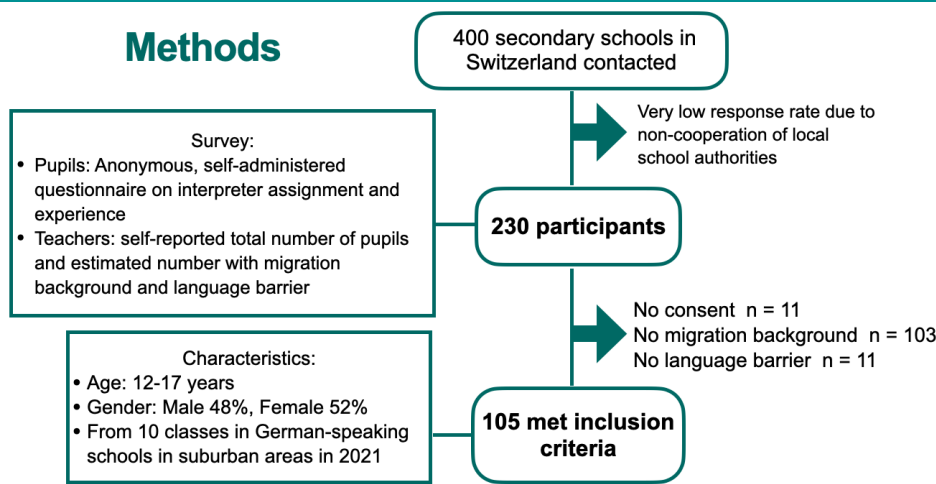 Methods
400 secondary schools in
Switzerland contacted
Very low response rate due to
non-cooperation of local
school authorities
Survey:
• Pupils: Anonymous, self-administered
questionnaire on interpreter assignment and
experience
• Teachers: self-reported total number of pupils
and estimated number with migration
background and language barrier
230 participants
No consent n = 11
No migration background n = 103
No language barrier n = 11
Characteristics:
• Age: 12-17 years
• Gender: Male 48%, Female 52%
• From 10 classes in German-speaking
schools in suburban areas in 2021
105 met inclusion
criteria